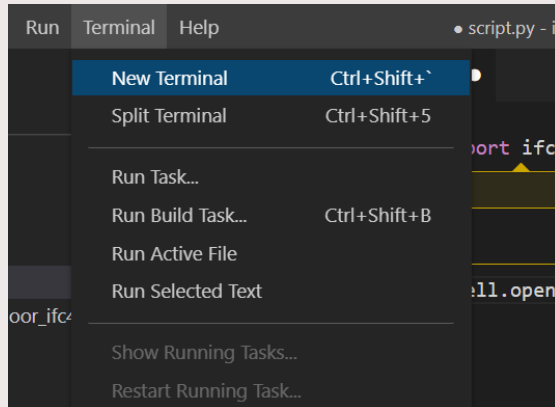 Run Terminal Help ● script.py - i
New Terminal Ctrl+Shift+`
Split Terminal Ctrl+Shift+5
port ifc
Run Task...
Run Build Task... Ctrl+Shift+B
Run Active File
Run Selected Text
ell.open
oor_ifc4
Show Running Tasks...
Restart Running Task...